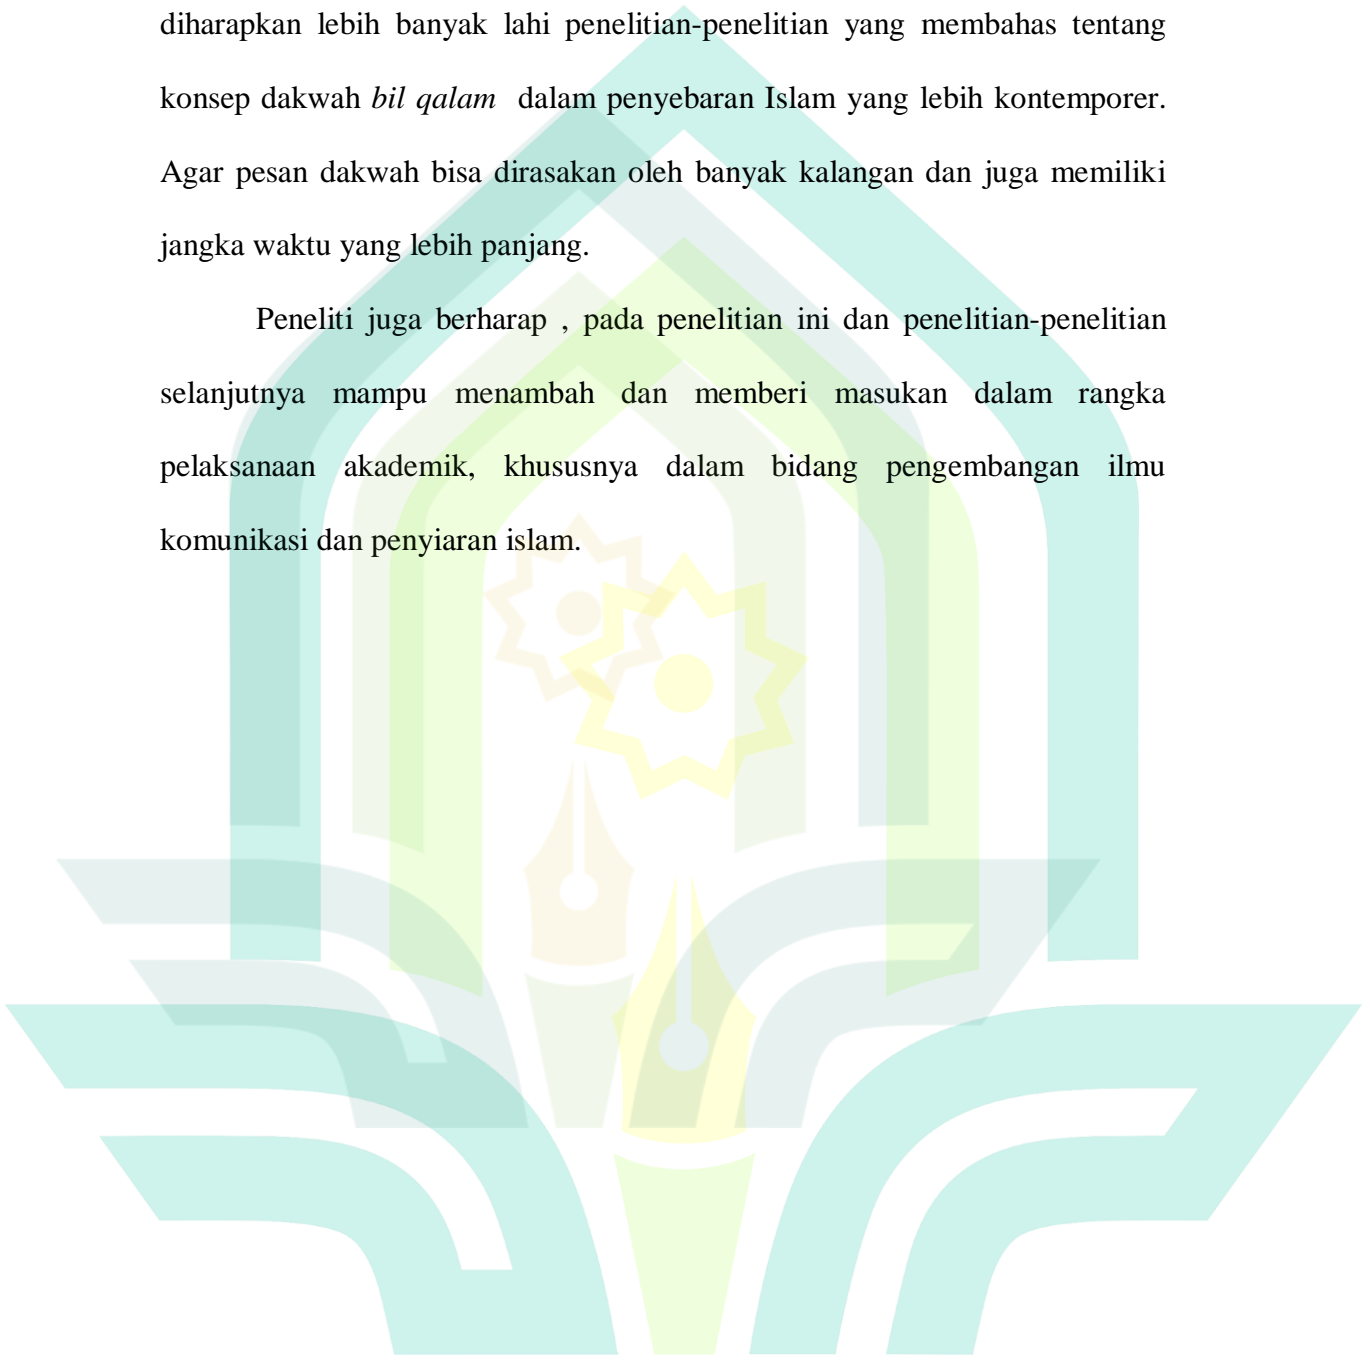 diharapkan lebih banyak lahi penelitian-penelitian yang membahas tentang
konsep dakwah bil qalam dalam penyebaran Islam yang lebih kontemporer.
Agar pesan dakwah bisa dirasakan oleh banyak kalangan dan juga memiliki
jangka waktu yang lebih panjang.
Peneliti juga berharap , pada penelitian ini dan penelitian-penelitian
selanjutnya mampu menambah dan memberi masukan dalam rangka
pelaksanaan akademik, khususnya dalam bidang pengembangan ilmu
komunikasi dan penyiaran islam.